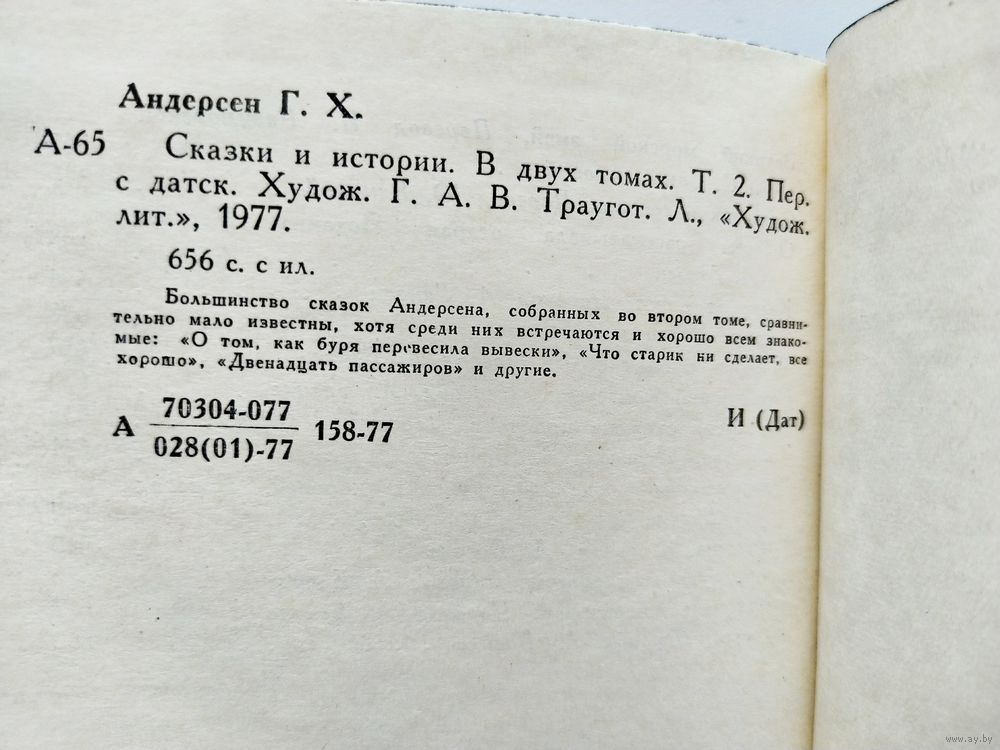 Андерсен Г. Х.
А-65 Сказки и истории. В двух томах. Т. 2. Пер.
с датск. Худож. Г. А. В. Траугот. Л., «Худож.
лит.», 1977.
656 с. с ил.
Большинство сказок Андерсена, собранных во втором томе, сравни-
тельно мало известны, хотя среди них встречаются и хорошо всем знако-
мые: «О том, как буря перевесила вывески», «Что старик ни сделает, все
хорошо», «Двенадцать пассажиров» и другие.
А 70304-077
028(01)-77 158-77
И (Дат)
www.ay.by